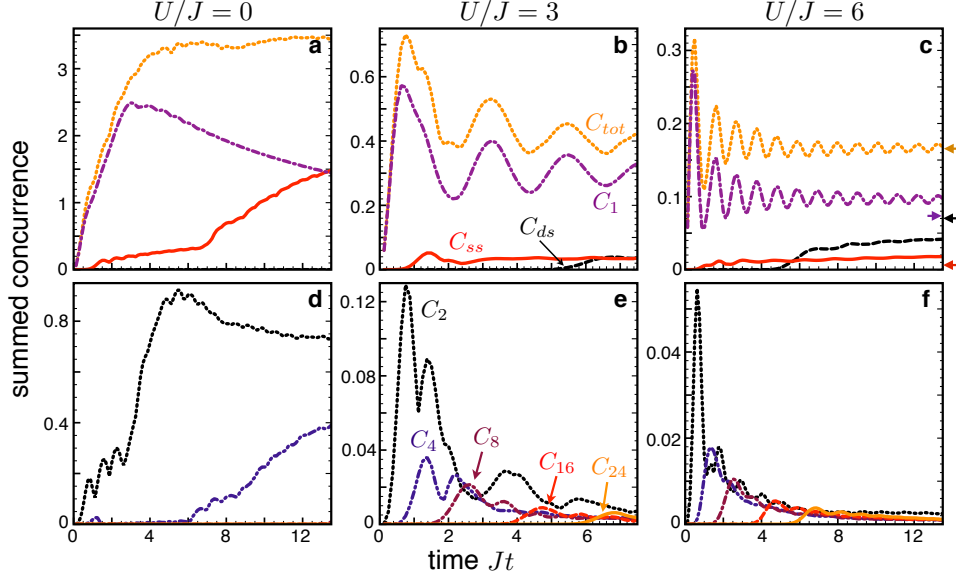 U/J = 0
U/J = 3
U/J = 6
summed concurrence
a
3
2
1
0
b
0.6
0.4
0.2
0
C_tot
C_1
C_ss
C_ds
c
0.3
0.2
0.1
0
d
0.8
0.4
0
4
8
12
e
0.12
0.08
0.04
0
C_2
C_4
C_8
C_16
C_24
0
2
4
6
f
0.04
0.02
0
0
4
8
12
time Jt